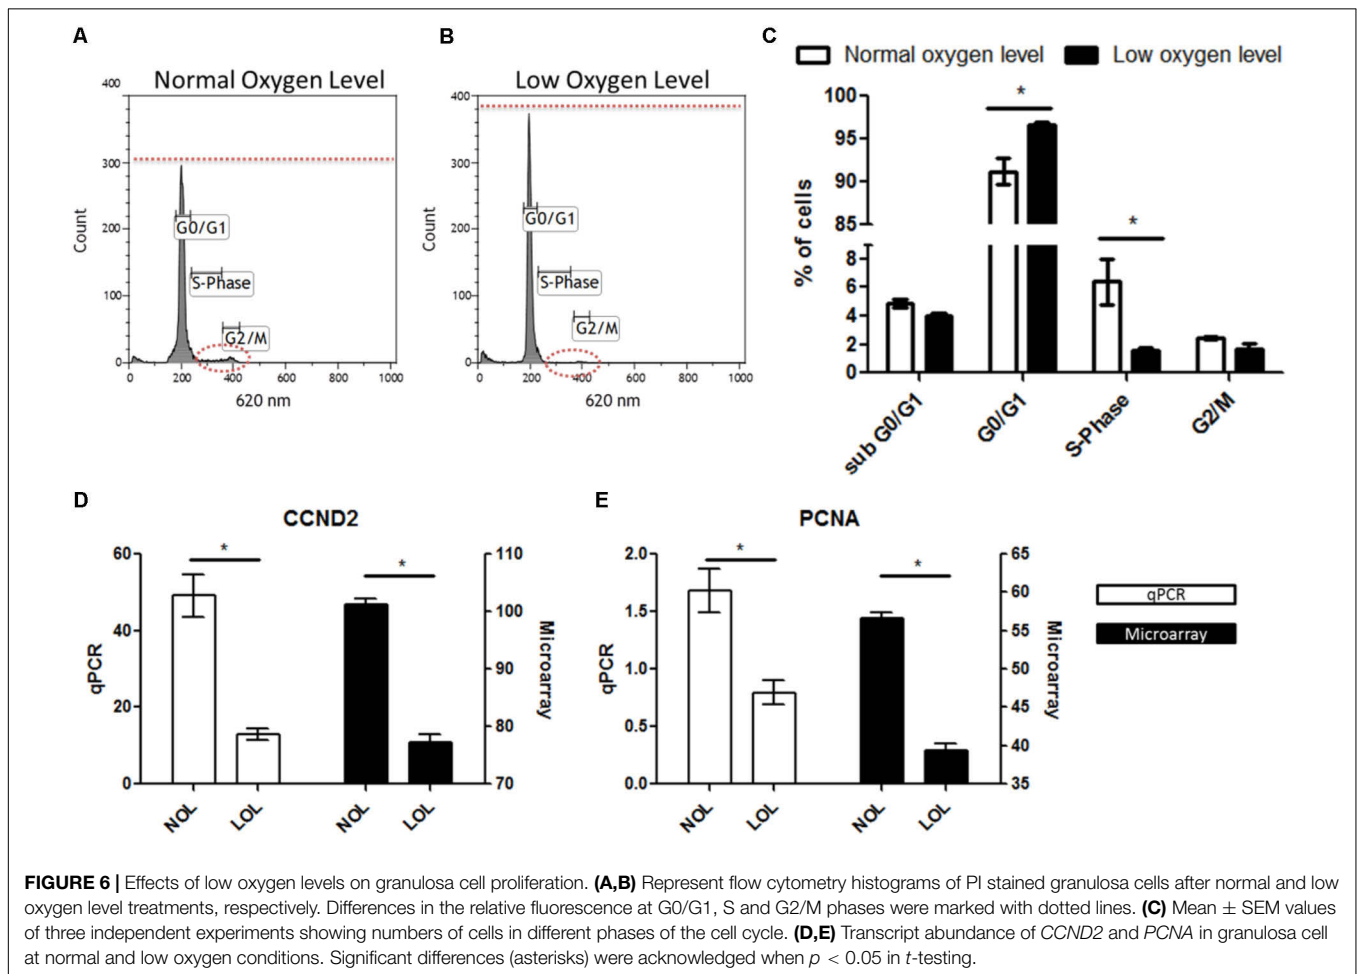 A
Normal Oxygen Level
400
300
200
100
0
Count
G0/G1
S-Phase
G2/M
0 200 400 600 800 1000
620 nm
B
Low Oxygen Level
400
300
200
100
0
Count
G0/G1
S-Phase
G2/M
0 200 400 600 800 1000
620 nm
C
Normal oxygen level Low oxygen level
100
95
90
85
8
6
4
2
0
% of cells
*
*
sub G0/G1 G0/G1 S-Phase G2/M
D
CCND2
60
40
20
0
qPCR
*
*
110
100
90
80
70
Microarray
NOL LOL NOL LOL
E
PCNA
2.0
1.5
1.0
0.5
0.0
qPCR
*
*
65
60
55
50
45
40
35
Microarray
NOL LOL NOL LOL
qPCR
Microarray
FIGURE 6 | Effects of low oxygen levels on granulosa cell proliferation. (A,B) Represent flow cytometry histograms of PI stained granulosa cells after normal and low
oxygen level treatments, respectively. Differences in the relative fluorescence at G0/G1, S and G2/M phases were marked with dotted lines. (C) Mean ± SEM values
of three independent experiments showing numbers of cells in different phases of the cell cycle. (D,E) Transcript abundance of CCND2 and PCNA in granulosa cell
at normal and low oxygen conditions. Significant differences (asterisks) were acknowledged when p < 0.05 in t-testing.